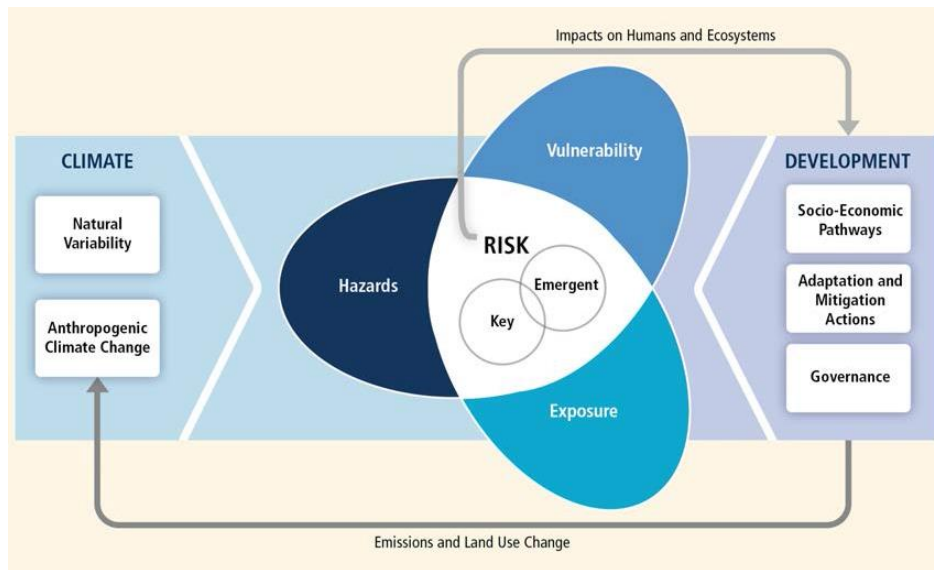 Impacts on Humans and Ecosystems
CLIMATE
Natural
Variability
Anthropogenic
Climate Change
Vulnerability
Hazards
RISK
Emergent
Key
Exposure
DEVELOPMENT
Socio-Economic
Pathways
Adaptation and
Mitigation
Actions
Governance
Emissions and Land Use Change